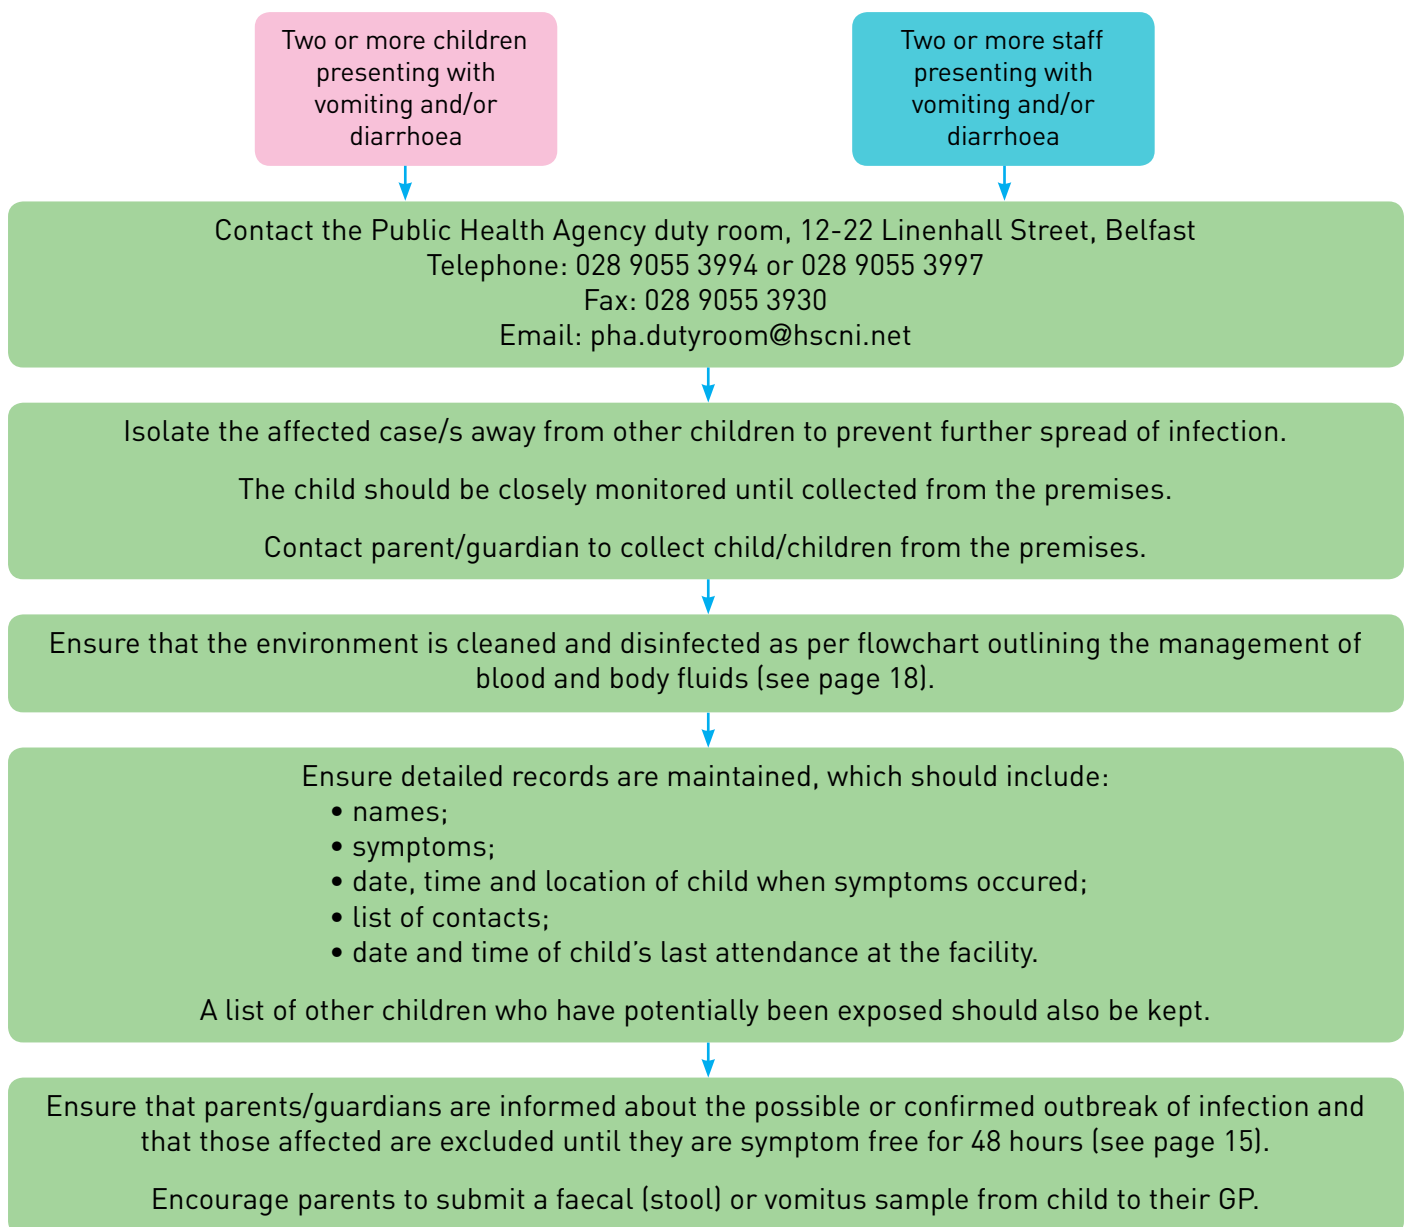 Two or more children
presenting with
vomiting and/or
diarrhoea
Two or more staff
presenting with
vomiting and/or
diarrhoea
Contact the Public Health Agency duty room, 12-22 Linenhall Street, Belfast
Telephone: 028 9055 3994 or 028 9055 3997
Fax: 028 9055 3930
Email: pha.dutyroom@hscni.net
Isolate the affected case/s away from other children to prevent further spread of infection.
The child should be closely monitored until collected from the premises.
Contact parent/guardian to collect child/children from the premises.
Ensure that the environment is cleaned and disinfected as per flowchart outlining the management of
blood and body fluids (see page 18).
Ensure detailed records are maintained, which should include:
• names;
• symptoms;
• date, time and location of child when symptoms occured;
• list of contacts;
• date and time of child’s last attendance at the facility.
A list of other children who have potentially been exposed should also be kept.
Ensure that parents/guardians are informed about the possible or confirmed outbreak of infection and
that those affected are excluded until they are symptom free for 48 hours (see page 15).
Encourage parents to submit a faecal (stool) or vomitus sample from child to their GP.